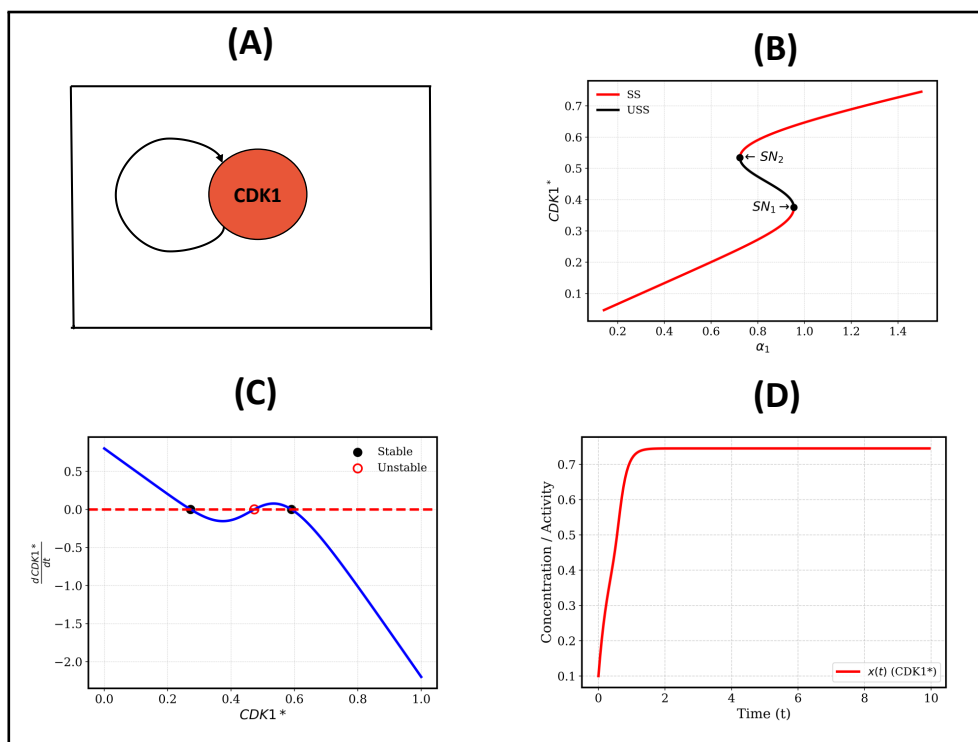 (A)
CDK1
(B)
SS
USS
← SN₂
SN₁ →
CDK1*
0.7
0.6
0.5
0.4
0.3
0.2
0.1
0.2 0.4 0.6 0.8 1.0 1.2 1.4
α₁
(C)
Stable
Unstable
dCDK1*
dt
0.5
0.0
−0.5
−1.0
−1.5
−2.0
0.0 0.2 0.4 0.6 0.8 1.0
CDK1*
(D)
Concentration / Activity
0.7
0.6
0.5
0.4
0.3
0.2
0.1
x(t) (CDK1*)
0 2 4 6 8 10
Time (t)